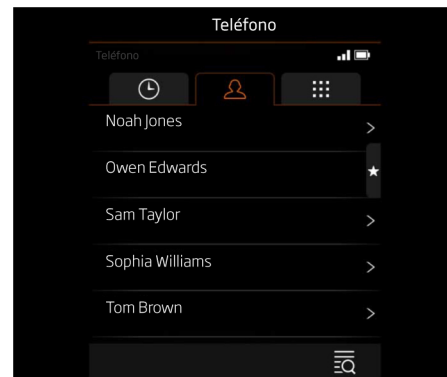 Teléfono
Teléfono
Noah Jones
Owen Edwards
Sam Taylor
Sophia Williams
Tom Brown